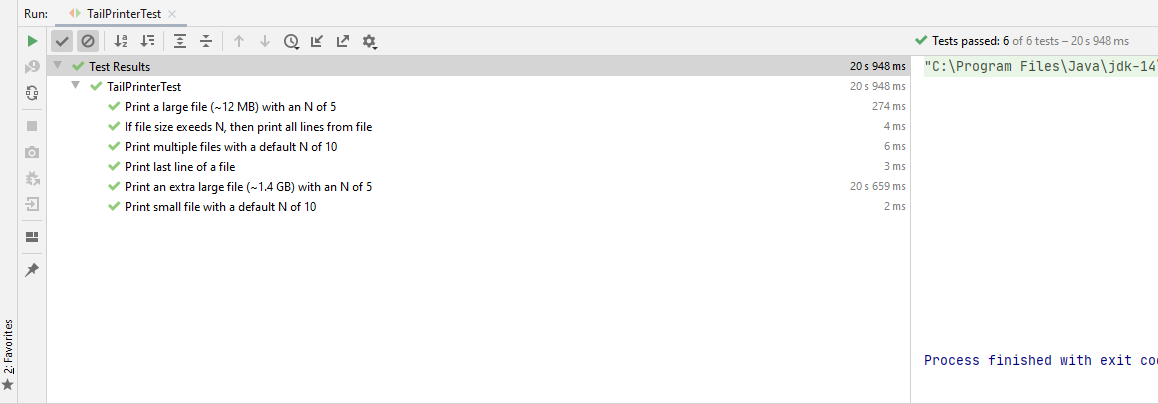 Run: TailPrinterTest
Tests passed: 6 of 6 tests – 20 s 948 ms
Test Results 20 s 948 ms
"C:\Program Files\Java\jdk-14
TailPrinterTest 20 s 948 ms
Print a large file (~12 MB) with an N of 5 274 ms
If file size exeeds N, then print all lines from file 4 ms
Print multiple files with a default N of 10 6 ms
Print last line of a file 3 ms
Print an extra large file (~1.4 GB) with an N of 5 20 s 659 ms
Print small file with a default N of 10 2 ms
Process finished with exit co
2: Favorites